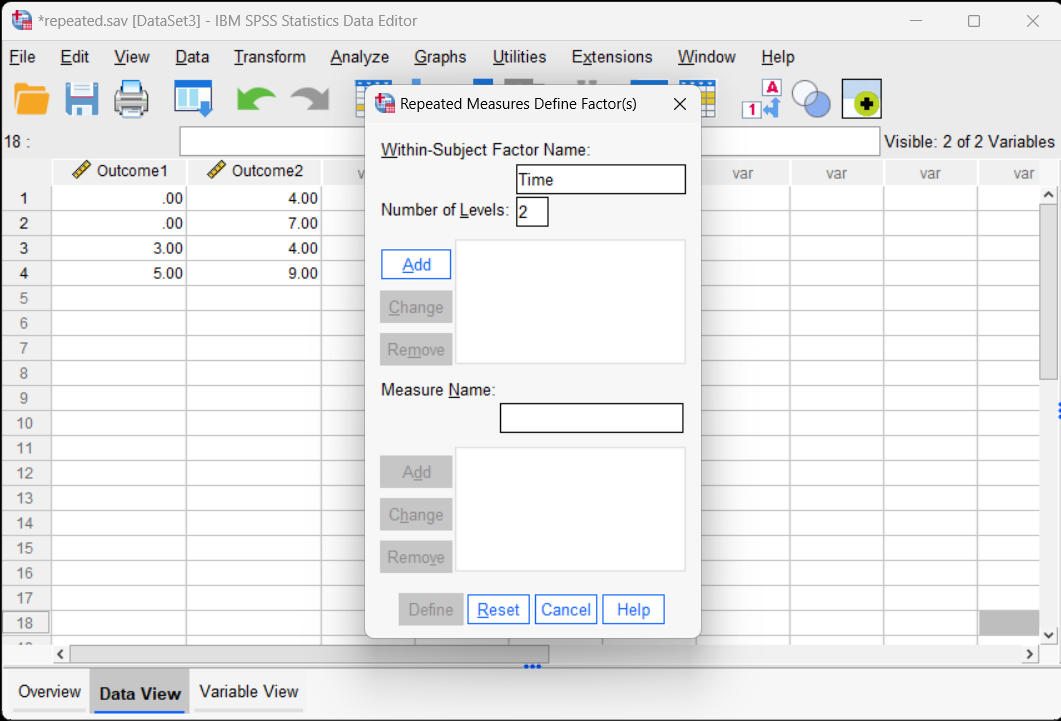 *repeated.sav [DataSet3] - IBM SPSS Statistics Data Editor
File Edit View Data Transform Analyze Graphs Utilities Extensions Window Help
1 A
18 :
Visible: 2 of 2 Variables
Outcome1 Outcome2 var var var var
1 .00 4.00
2 .00 7.00
3 3.00 4.00
4 5.00 9.00
5
6
7
8
9
10
11
12
13
14
15
16
17
18
Repeated Measures Define Factor(s)
Within-Subject Factor Name:
Time
Number of Levels: 2
Add
Change
Remove
Measure Name:
Add
Change
Remove
Define Reset Cancel Help
Overview Data View Variable View